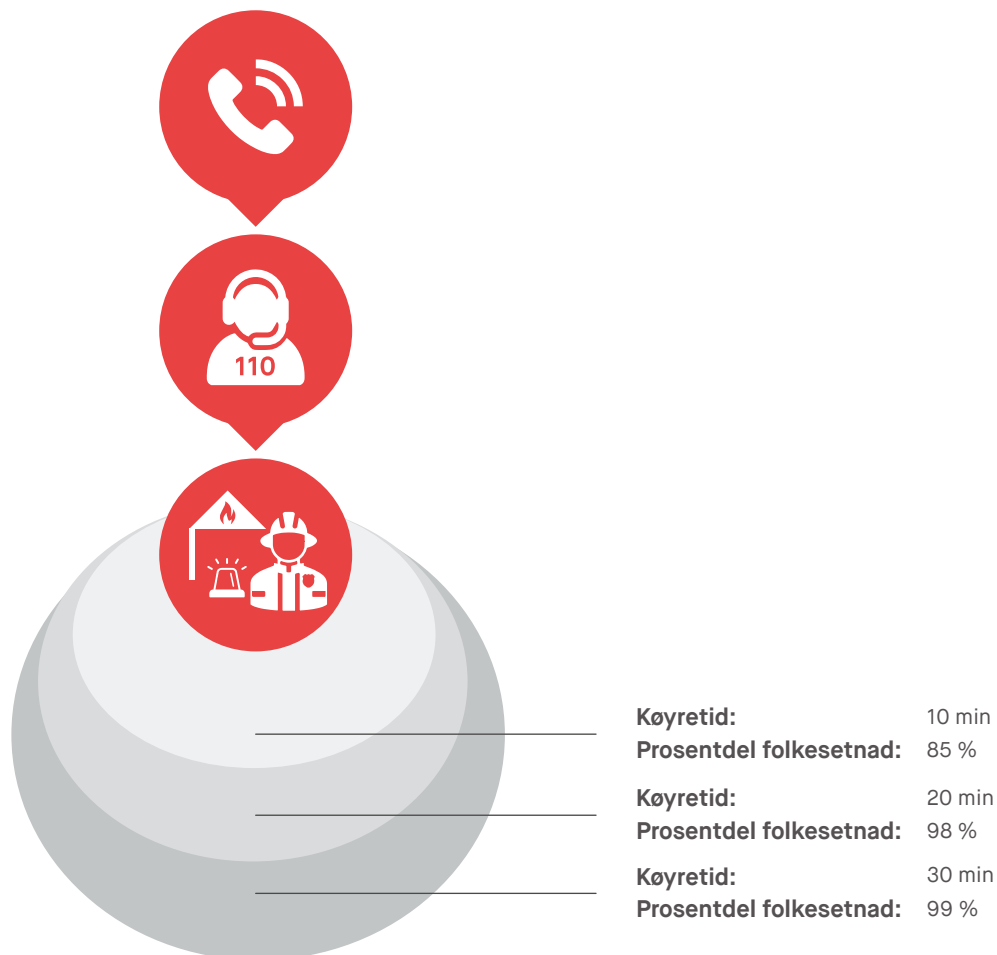 110
Køyretid: 10 min
Prosentdel folkesetnad: 85 %
Køyretid: 20 min
Prosentdel folkesetnad: 98 %
Køyretid: 30 min
Prosentdel folkesetnad: 99 %